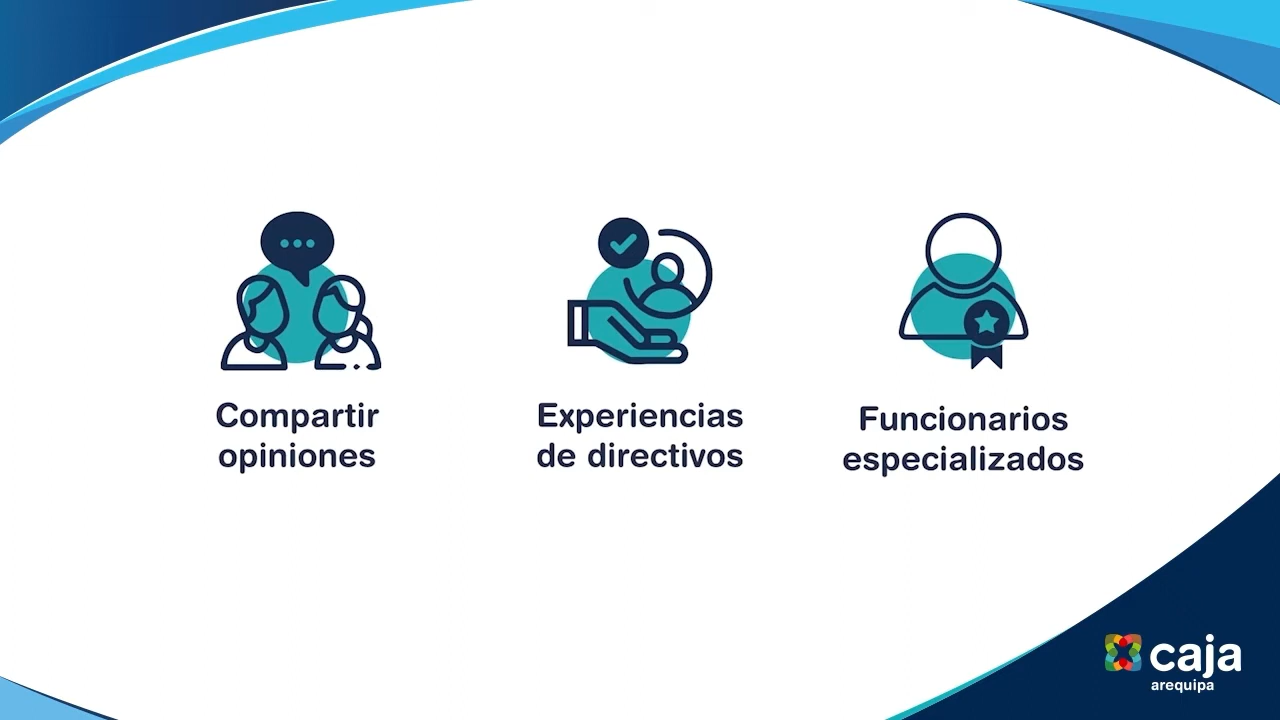 Compartir
opiniones
Experiencias
de directivos
Funcionarios
especializados
caja
arequipa